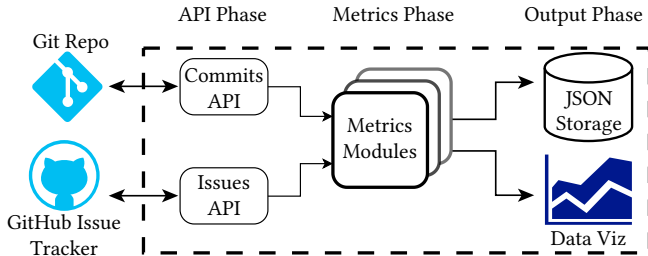 API Phase
Metrics Phase
Output Phase
Git Repo
Commits
API
Metrics
Modules
JSON
Storage
Issues
API
GitHub Issue
Tracker
Data Viz